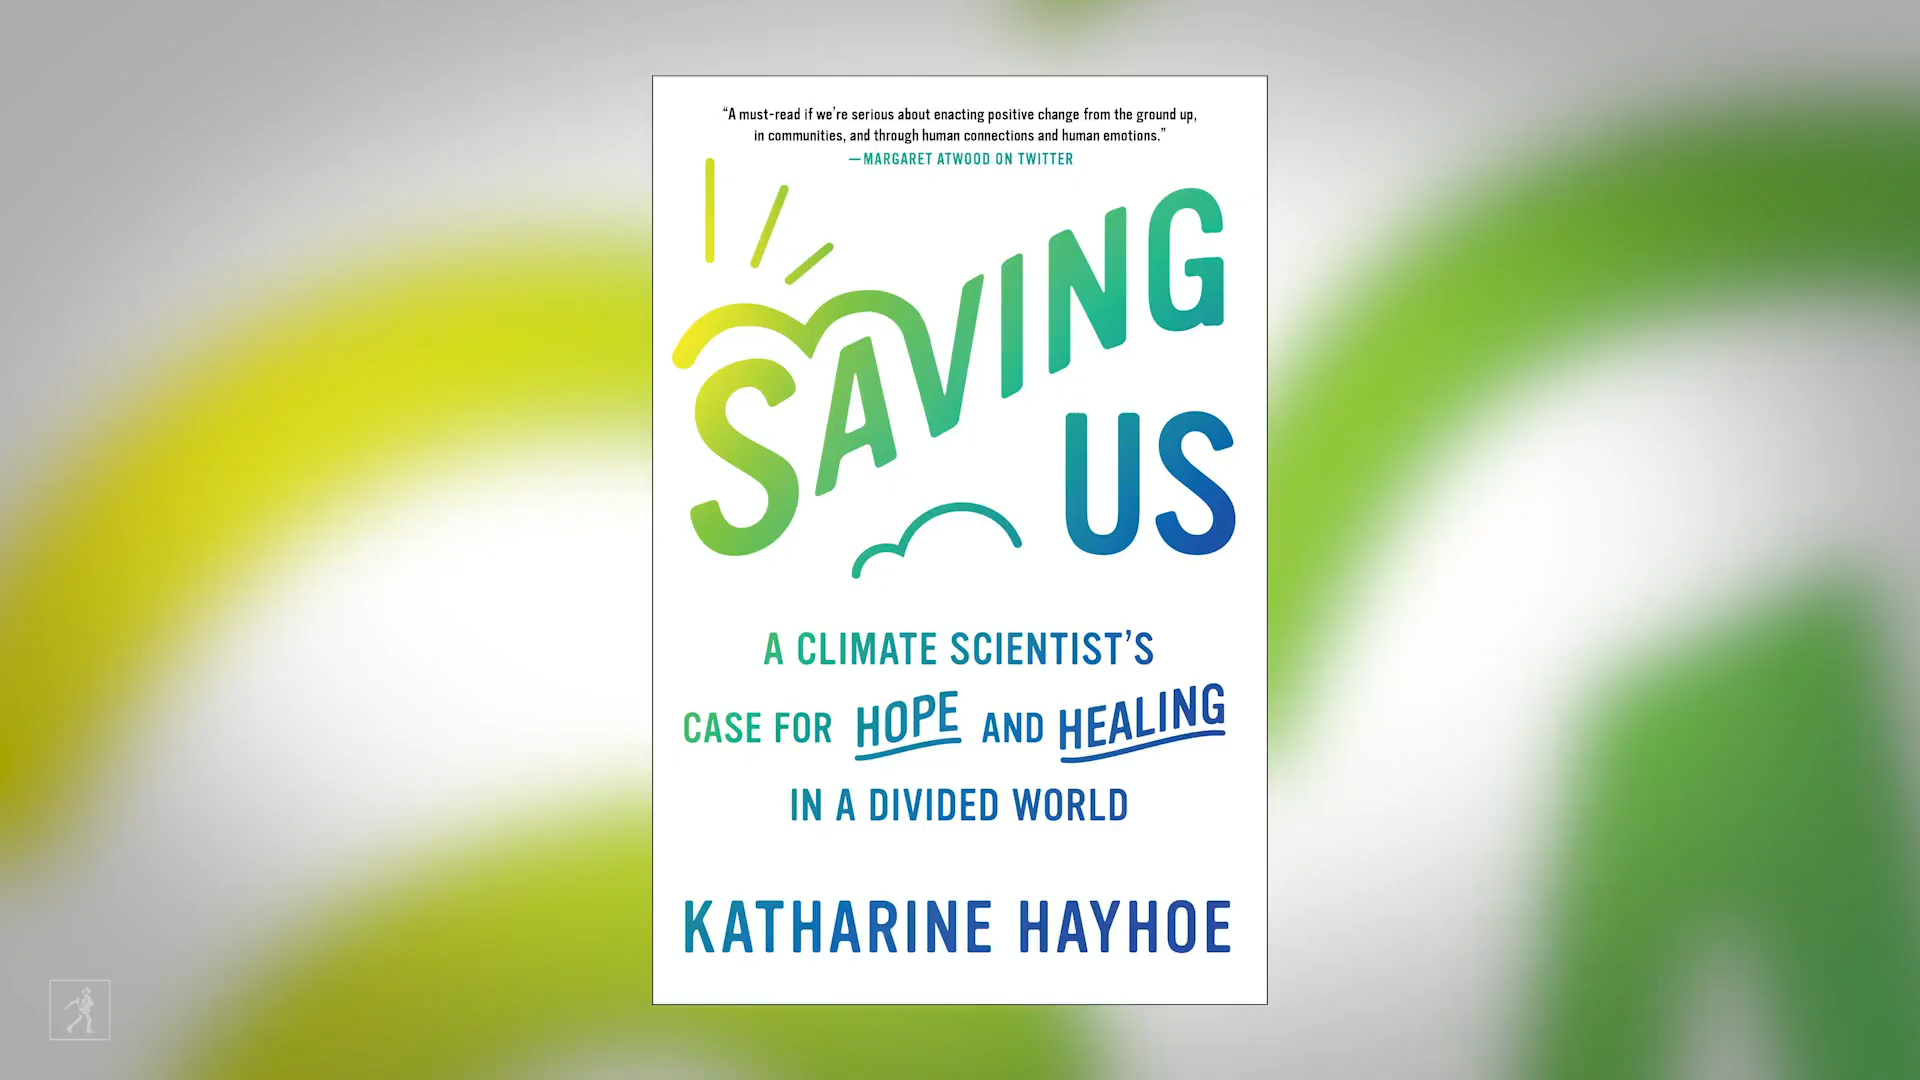 “A must-read if we’re serious about enacting positive change from the ground up,
in communities, and through human connections and human emotions.”
—MARGARET ATWOOD ON TWITTER
SAVING
US
A CLIMATE SCIENTIST’S
CASE FOR HOPE AND HEALING
IN A DIVIDED WORLD
KATHARINE HAYHOE